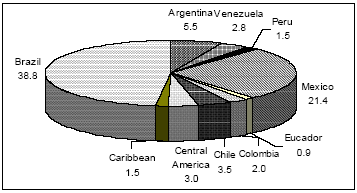 Argentina
5.5
Venezuela
2.8
Peru
1.5
Brazil
38.8
Mexico
21.4
Eucador
0.9
Colombia
2.0
Chile
3.5
Central
America
3.0
Caribbean
1.5